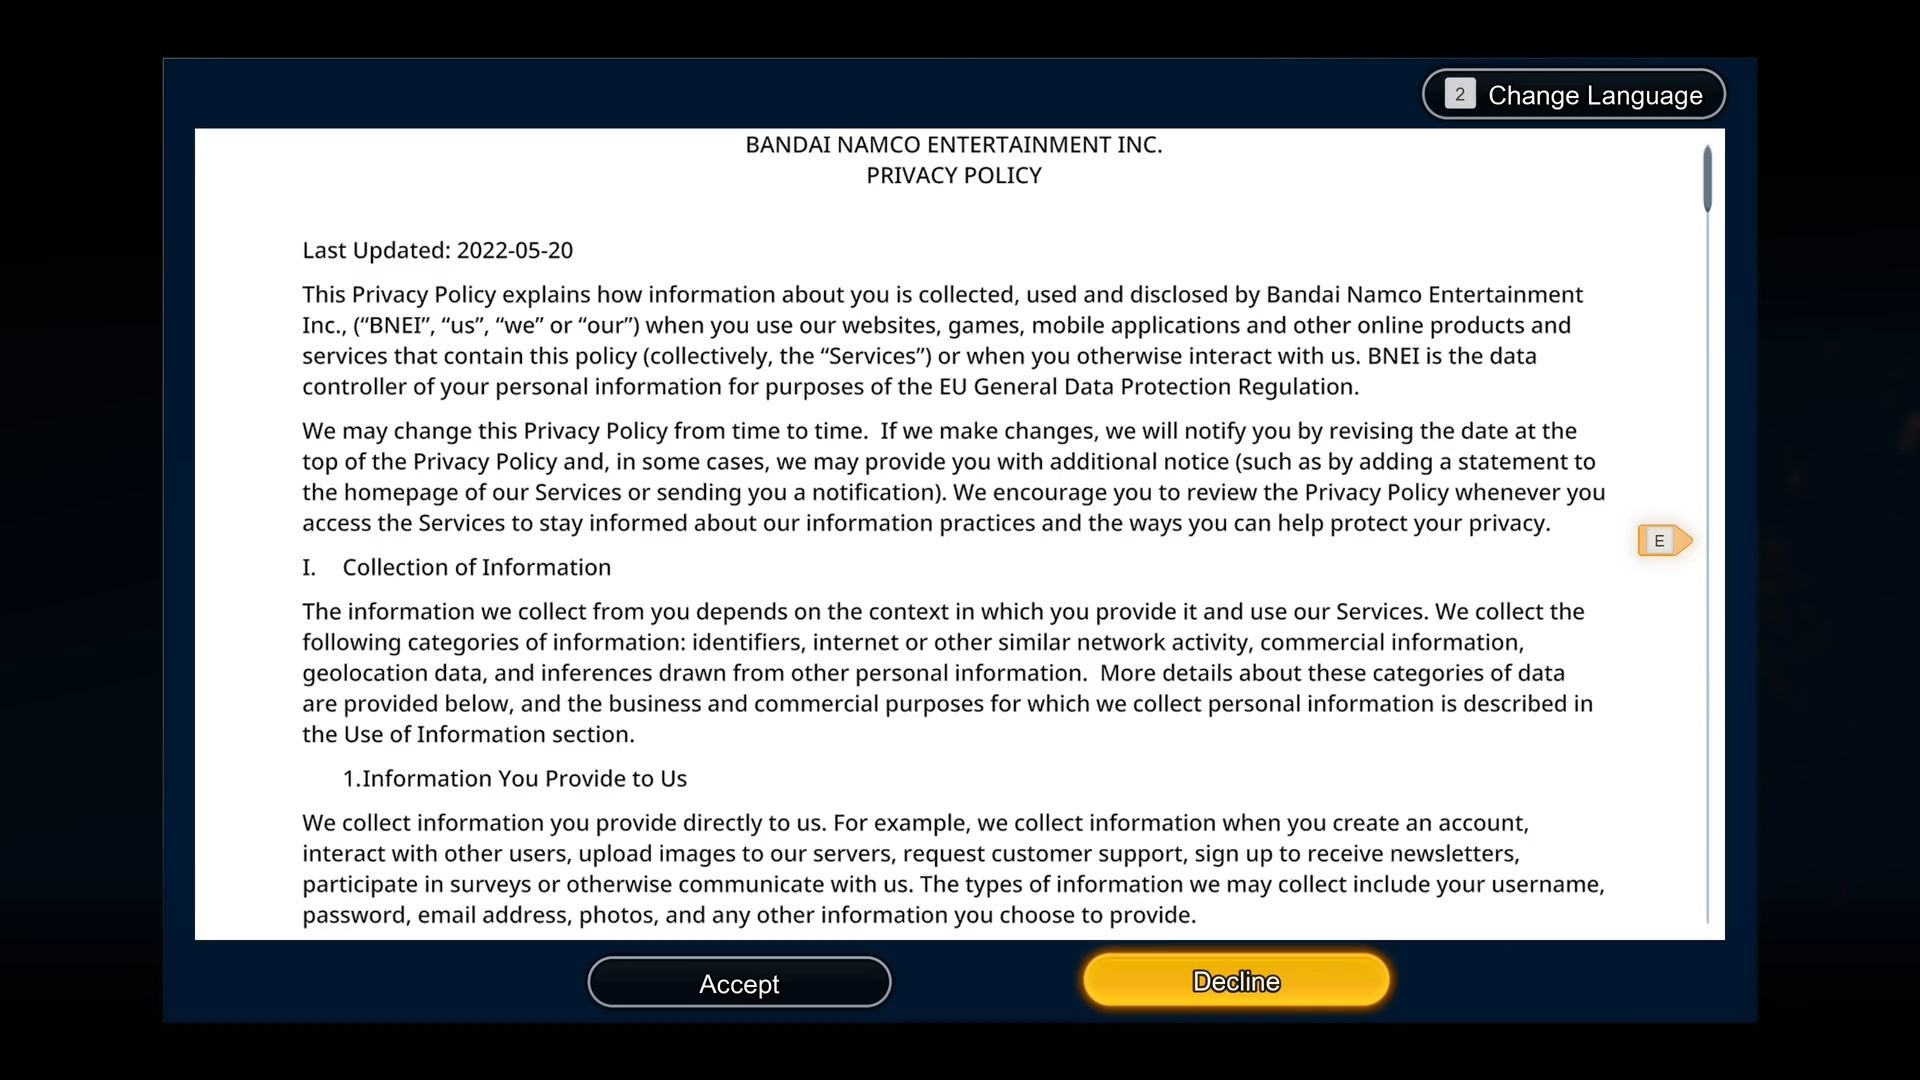 2 Change Language
BANDAI NAMCO ENTERTAINMENT INC.
PRIVACY POLICY
Last Updated: 2022-05-20
This Privacy Policy explains how information about you is collected, used and disclosed by Bandai Namco Entertainment
Inc., (“BNEI”, “us”, “we” or “our”) when you use our websites, games, mobile applications and other online products and
services that contain this policy (collectively, the “Services”) or when you otherwise interact with us. BNEI is the data
controller of your personal information for purposes of the EU General Data Protection Regulation.
We may change this Privacy Policy from time to time.  If we make changes, we will notify you by revising the date at the
top of the Privacy Policy and, in some cases, we may provide you with additional notice (such as by adding a statement to
the homepage of our Services or sending you a notification). We encourage you to review the Privacy Policy whenever you
access the Services to stay informed about our information practices and the ways you can help protect your privacy.
E
I. Collection of Information
The information we collect from you depends on the context in which you provide it and use our Services. We collect the
following categories of information: identifiers, internet or other similar network activity, commercial information,
geolocation data, and inferences drawn from other personal information.  More details about these categories of data
are provided below, and the business and commercial purposes for which we collect personal information is described in
the Use of Information section.
1.Information You Provide to Us
We collect information you provide directly to us. For example, we collect information when you create an account,
interact with other users, upload images to our servers, request customer support, sign up to receive newsletters,
participate in surveys or otherwise communicate with us. The types of information we may collect include your username,
password, email address, photos, and any other information you choose to provide.
Accept
Decline